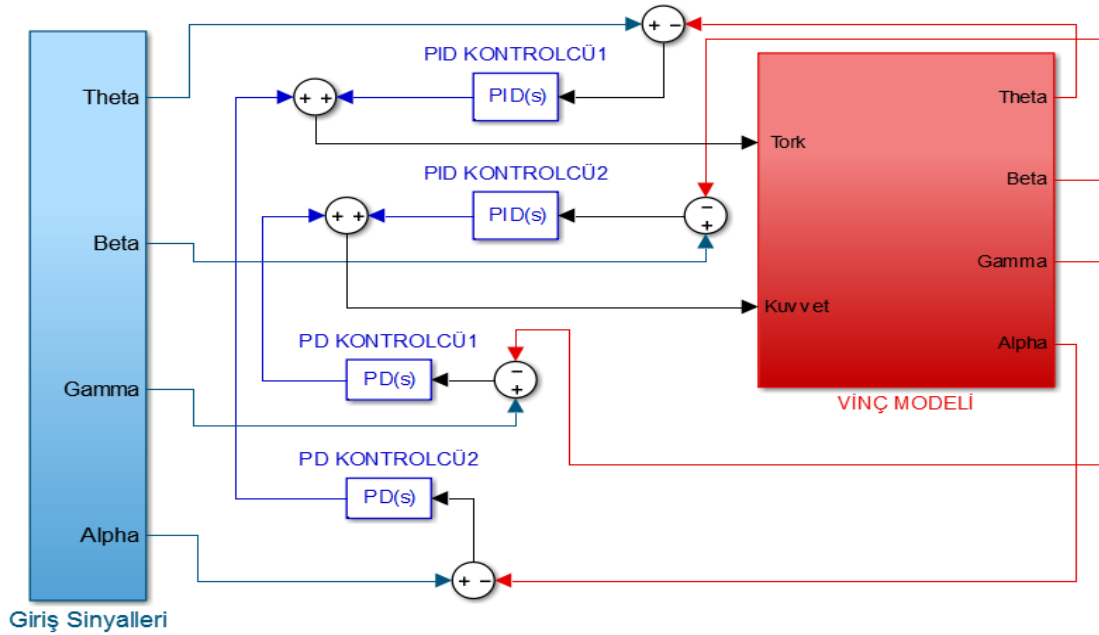 Theta
Beta
Gamma
Alpha
Giriş Sinyalleri
+ −
PID KONTROLCÜ1
+ +
PID(s)
PID KONTROLCÜ2
+ +
PID(s)
−
+
PD KONTROLCÜ1
PD(s)
−
+
PD KONTROLCÜ2
PD(s)
+ −
Tork
Kuvvet
Theta
Beta
Gamma
Alpha
VİNÇ MODELİ